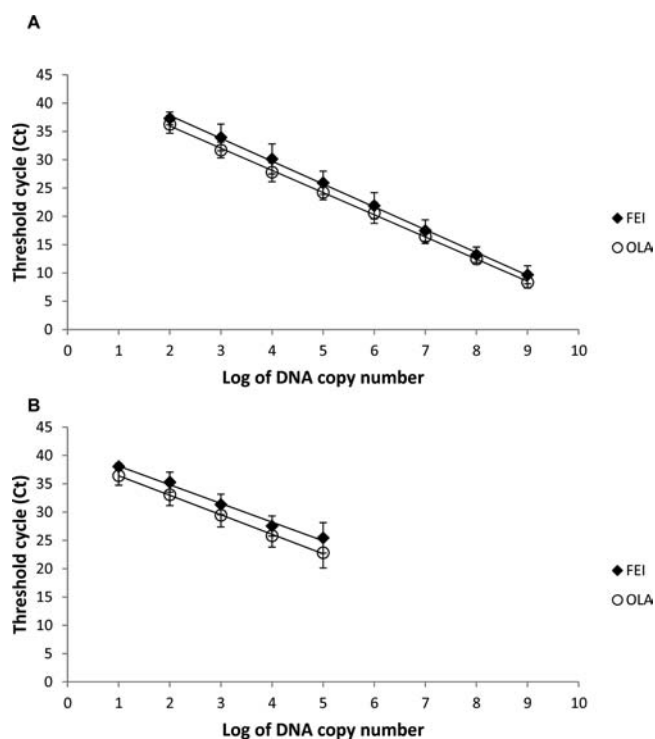 A
45
40
35
30
25
20
15
10
5
0
Threshold cycle (Ct)
0 1 2 3 4 5 6 7 8 9 10
Log of DNA copy number
FEI
OLA
B
45
40
35
30
25
20
15
10
5
0
Threshold cycle (Ct)
0 1 2 3 4 5 6 7 8 9 10
Log of DNA copy number
FEI
OLA